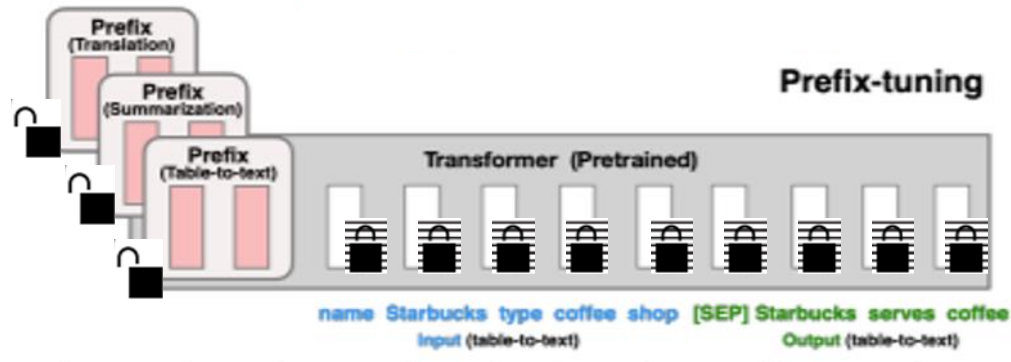 Prefix
(Translation)
Prefix
(Summarization)
Prefix
(Table-to-text)
Prefix-tuning
Transformer (Pretrained)
name Starbucks type coffee shop [SEP] Starbucks serves coffee
Input (table-to-text) Output (table-to-text)